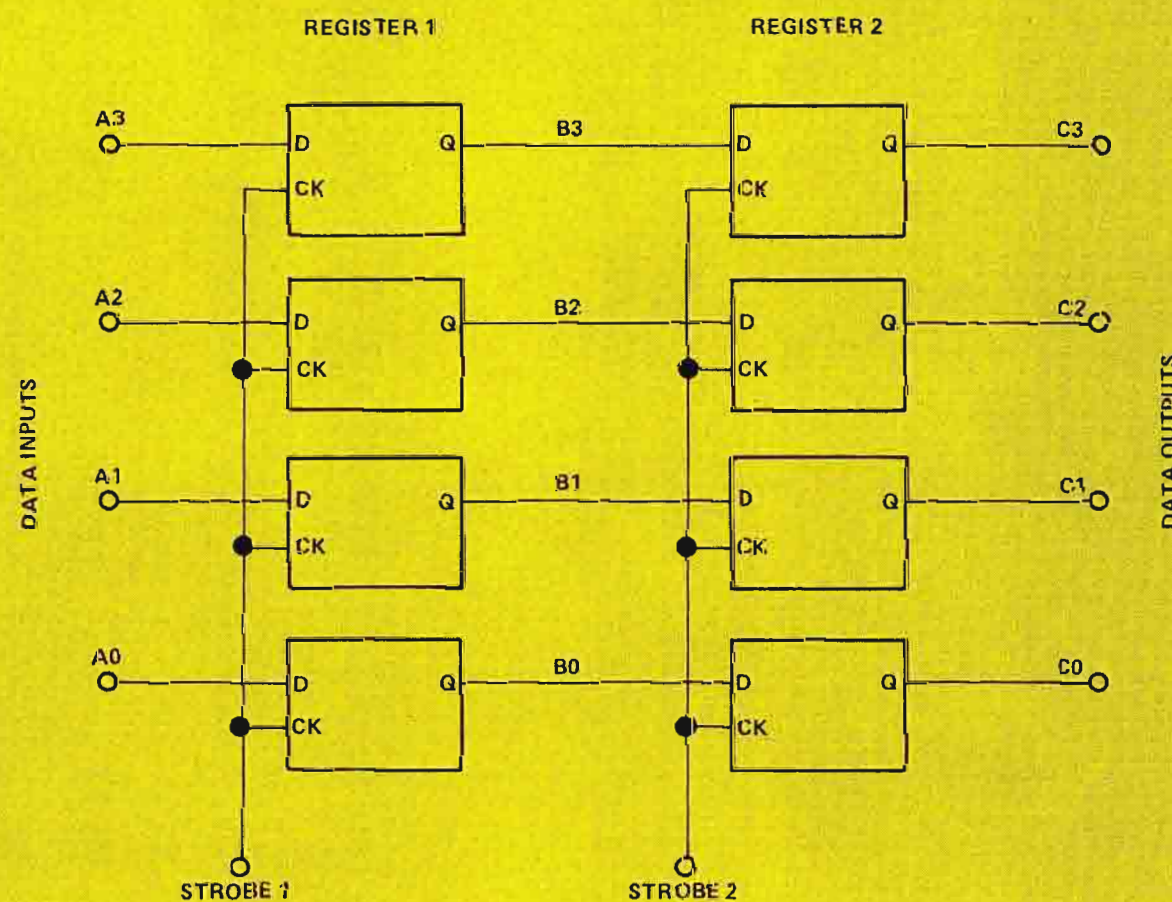 REGISTER 1
REGISTER 2
A3
D
Q
CK
B3
D
Q
CK
C3
A2
D
Q
CK
B2
D
Q
CK
C2
A1
D
Q
CK
B1
D
Q
CK
C1
A0
D
Q
CK
B0
D
Q
CK
C0
DATA INPUTS
DATA OUTPUTS
STROBE 1
STROBE 2